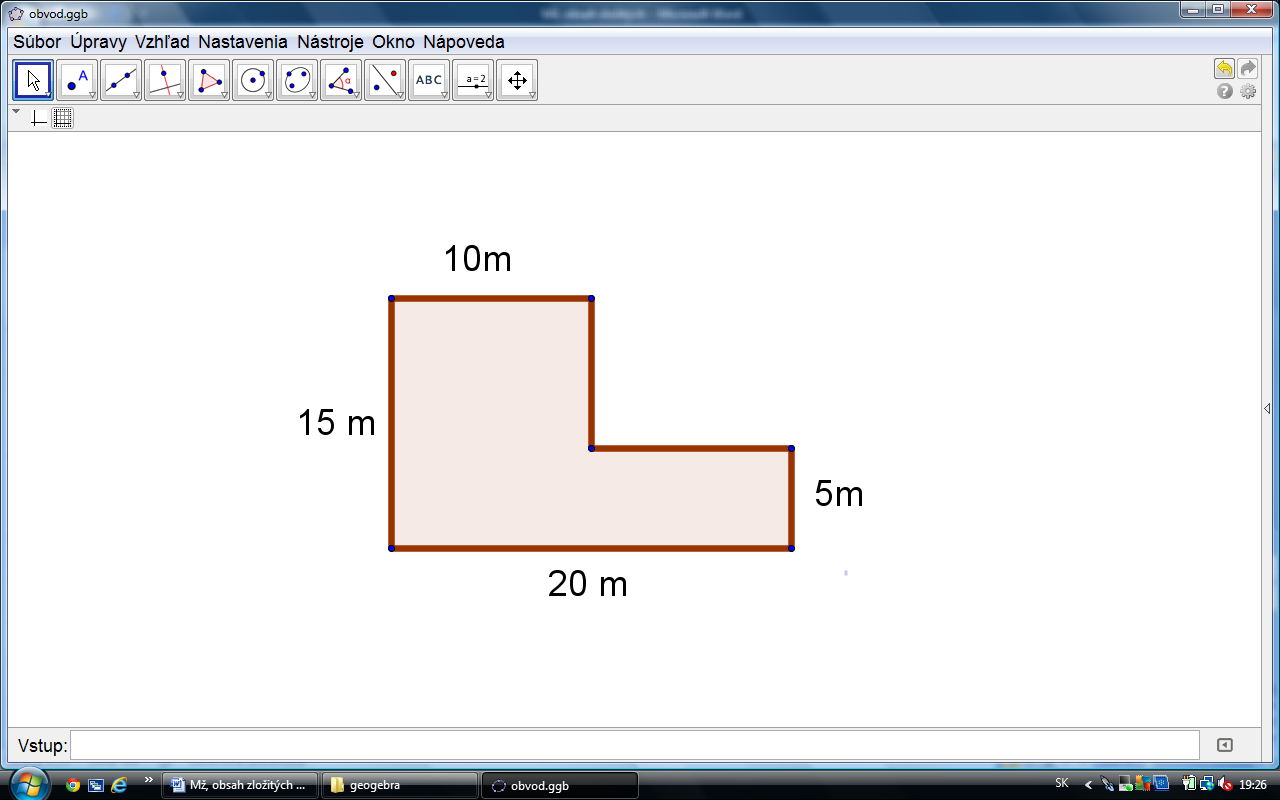 obvod.ggb
Súbor Úpravy Vzhľad Nastavenia Nástroje Okno Nápoveda
A
α
ABC
a=2
10m
15 m
5m
20 m
Vstup:
Mž, obsah zložitých ...
geogebra
obvod.ggb
SK
19:26